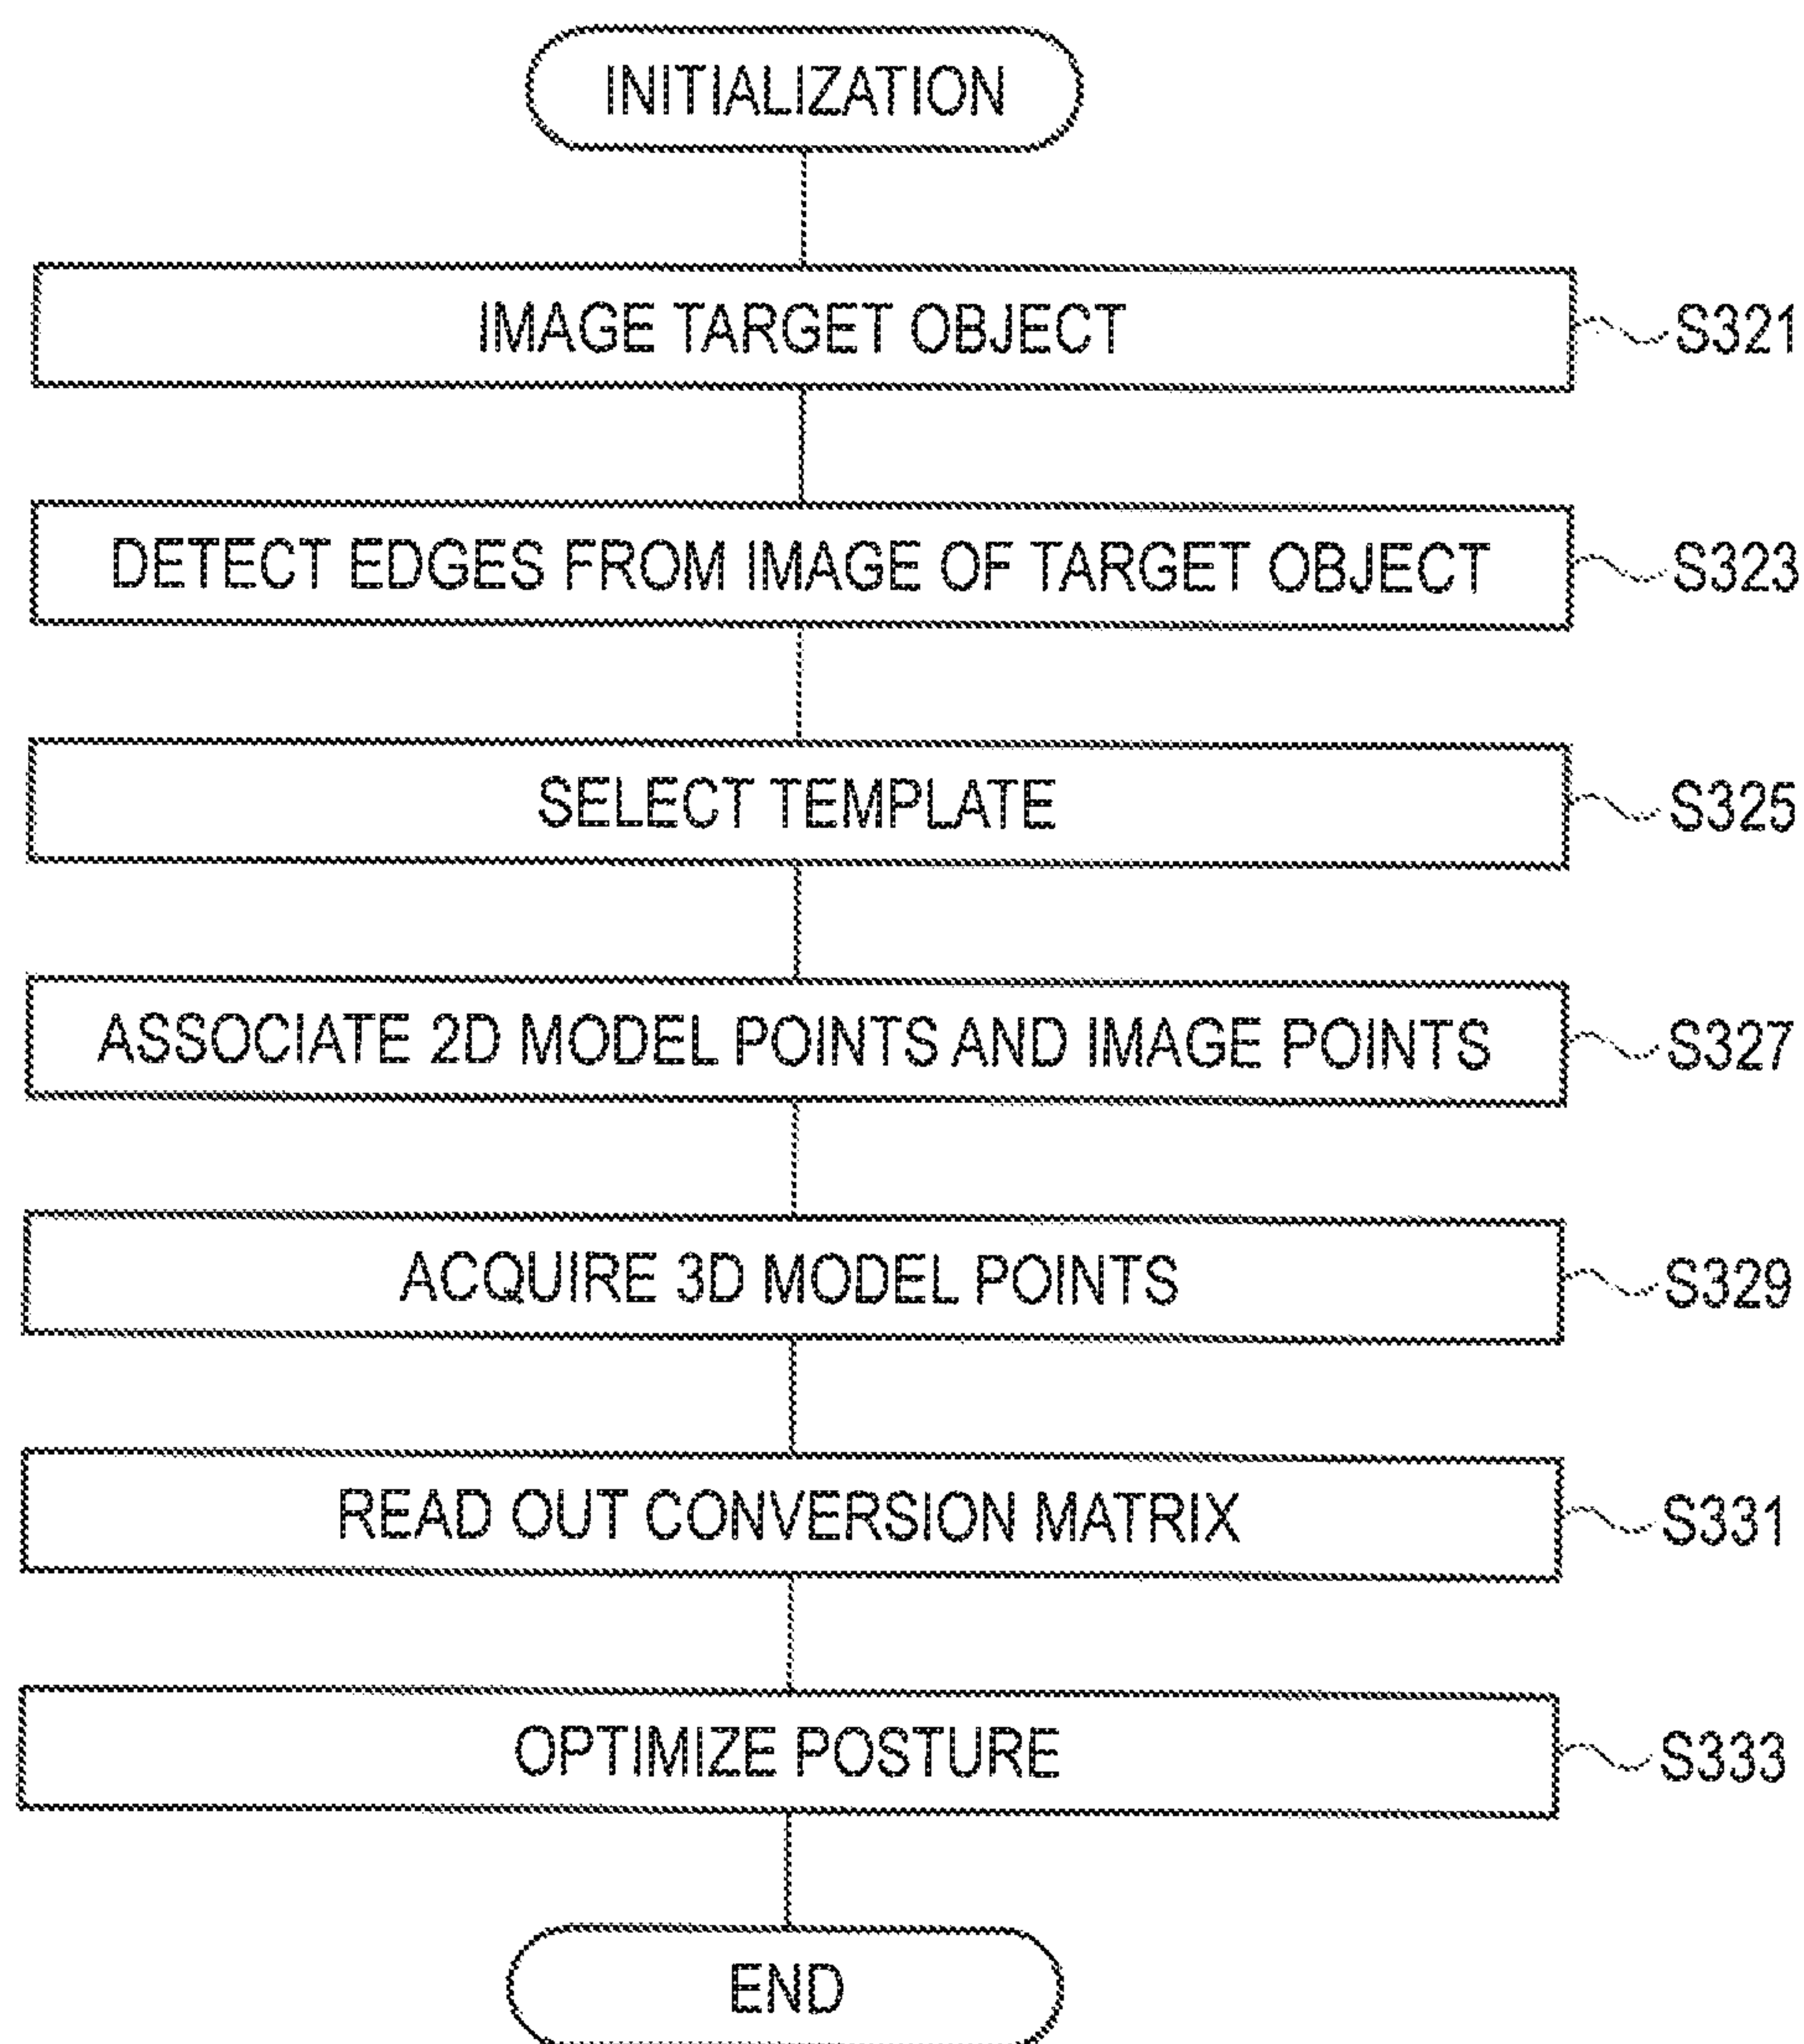 INITIALIZATION
IMAGE TARGET OBJECT
S321
DETECT EDGES FROM IMAGE OF TARGET OBJECT
S323
SELECT TEMPLATE
S325
ASSOCIATE 2D MODEL POINTS AND IMAGE POINTS
S327
ACQUIRE 3D MODEL POINTS
S329
READ OUT CONVERSION MATRIX
S331
OPTIMIZE POSTURE
S333
END